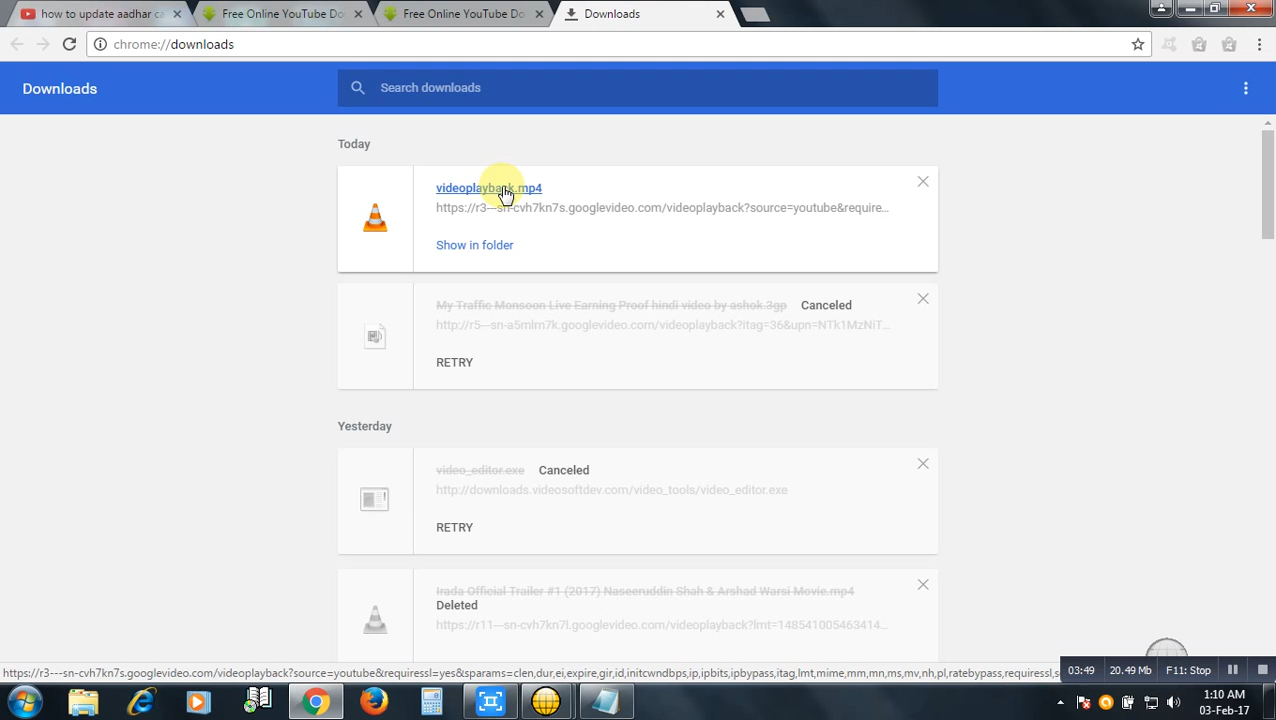 how to update aadhar ca
Free Online YouTube Do
Free Online YouTube Do
Downloads
chrome://downloads
Downloads
Search downloads
Today
videoplayback.mp4
https://r3---sn-cvh7kn7s.googlevideo.com/videoplayback?source=youtube&require...
Show in folder
My Traffic Monsoon Live Earning Proof hindi video by ashok.3gp Canceled
http://r5---sn-a5mlrn7k.googlevideo.com/videoplayback?itag=36&upn=NTk1MzNiT...
RETRY
Yesterday
video_editor.exe Canceled
http://downloads.videosoftdev.com/video_tools/video_editor.exe
RETRY
Irada Official Trailer #1 (2017) Naseeruddin Shah & Arshad Warsi Movie.mp4
Deleted
https://r11---sn-cvh7kn7l.googlevideo.com/videoplayback?lmt=148541005463414...
https://r3---sn-cvh7kn7s.googlevideo.com/videoplayback?source=youtube&requiressl=yes&sparams=clen,dur,ei,expire,gir,id,initcwndbps,ip,ipbits,ipbypass,itag,lmt,mime,mm,mn,ms,mv,nh,pl,ratebypass,requiressl,s
03:49 20.49 MB F11: Stop
1:10 AM
03-Feb-17